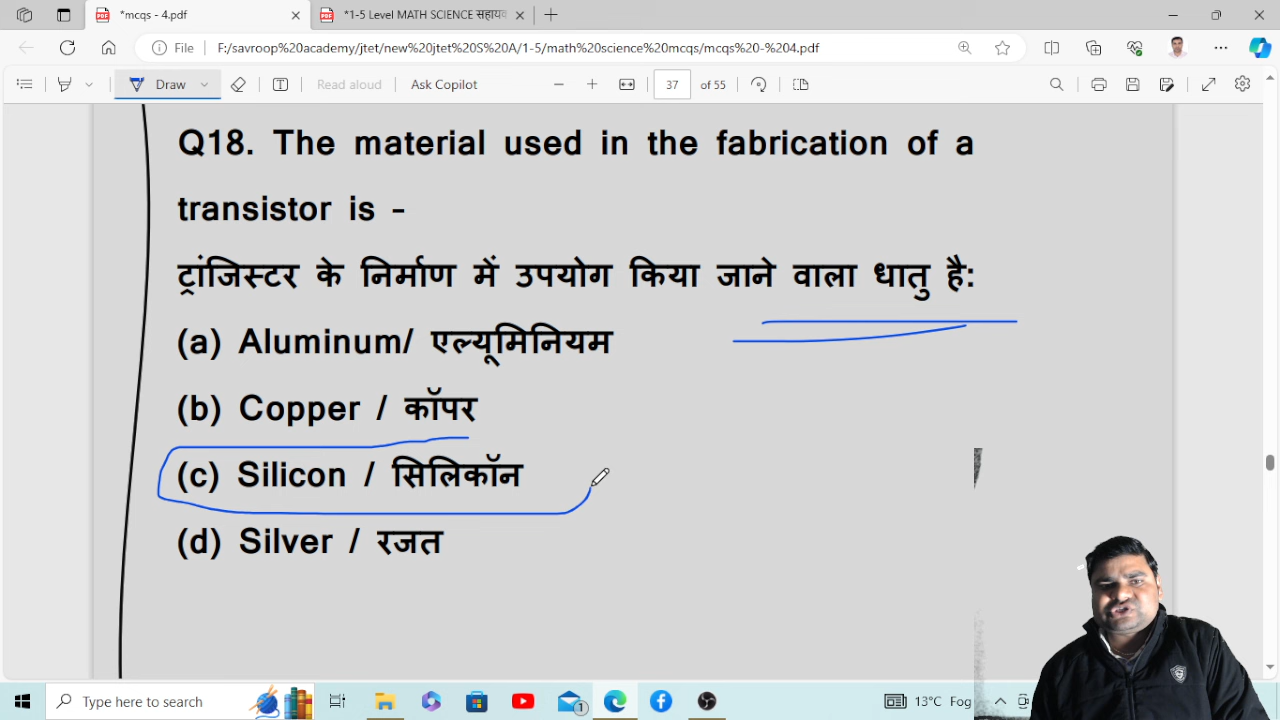 *mcqs - 4.pdf
*1-5 Level MATH SCIENCE सहायक
File
F:/savroop%20academy/jtet/new%20jtet%20S%20A/1-5/math%20science%20mcqs/mcqs%20-%204.pdf
Draw
Read aloud
Ask Copilot
37
of 55
Q18. The material used in the fabrication of a
transistor is -
ट्रांजिस्टर के निर्माण में उपयोग किया जाने वाला धातु है:
(a) Aluminum/ एल्यूमिनियम
(b) Copper / कॉपर
(c) Silicon / सिलिकॉन
(d) Silver / रजत
Type here to search
1
13°C Fog